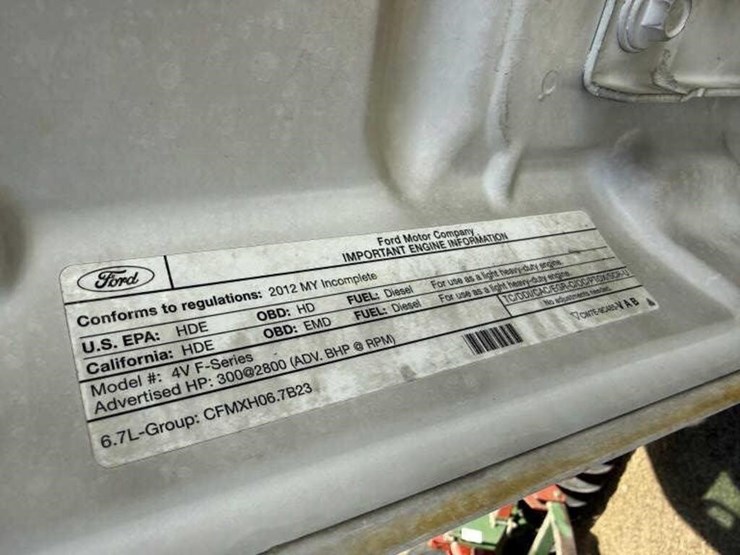 Ford
Ford Motor Company
IMPORTANT ENGINE INFORMATION
Conforms to regulations: 2012 MY Incomplete
U.S. EPA: HDE OBD: HD FUEL: Diesel For use as a light heavy-duty engine.
California: HDE OBD: EMD FUEL: Diesel For use as a light heavy-duty engine.
Model #: 4V F-Series
Advertised HP: 300@2800 (ADV. BHP @ RPM)
No adjustments needed.
6.7L-Group: CFMXH06.7B23
VAB